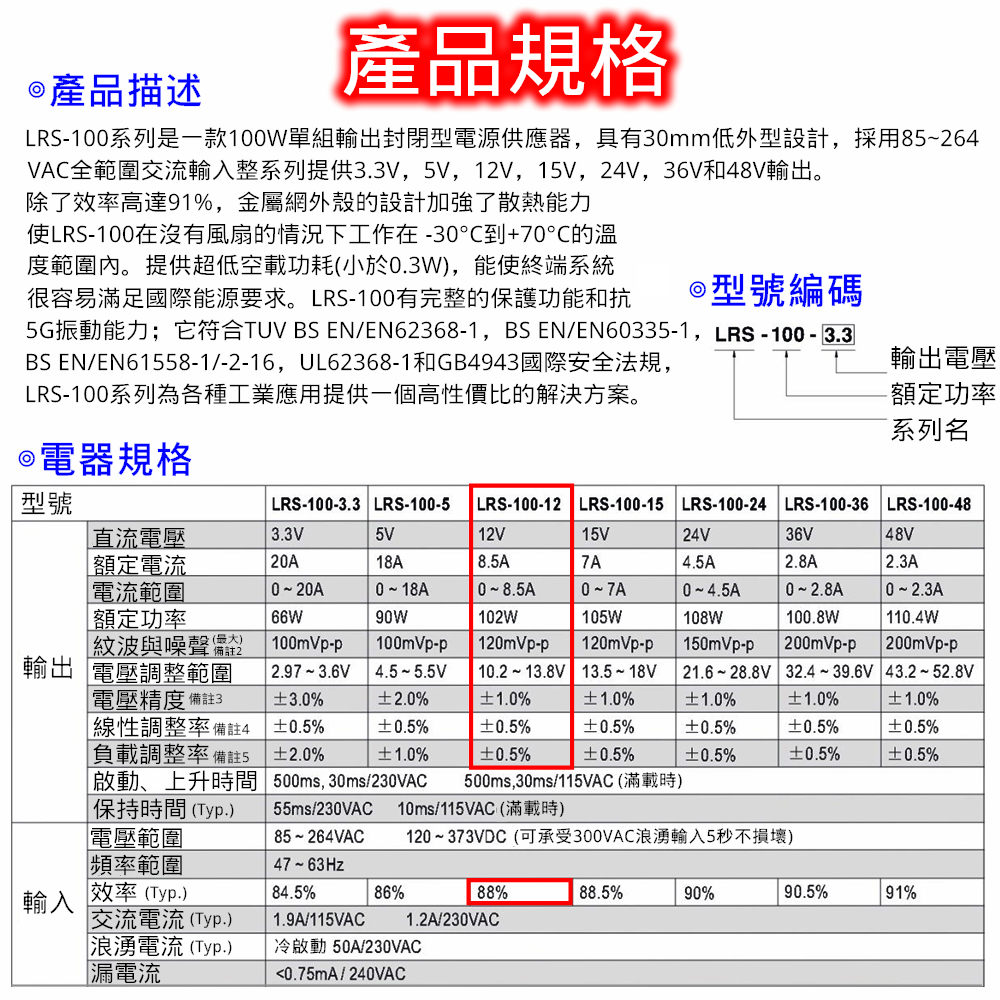 產品規格
◎產品描述
LRS-100系列是一款100W單組輸出封閉型電源供應器，具有30mm低外型設計，採用85~264
VAC全範圍交流輸入整系列提供3.3V，5V，12V，15V，24V，36V和48V輸出。
除了效率高達91%，金屬網外殼的設計加強了散熱能力
使LRS-100在沒有風扇的情況下工作在 -30°C到+70°C的溫
度範圍內。提供超低空載功耗(小於0.3W)，能使終端系統
很容易滿足國際能源要求。LRS-100有完整的保護功能和抗
5G振動能力；它符合TUV BS EN/EN62368-1，BS EN/EN60335-1，
BS EN/EN61558-1/-2-16，UL62368-1和GB4943國際安全法規，
LRS-100系列為各種工業應用提供一個高性價比的解決方案。
◎型號編碼
LRS - 100 - 3.3
輸出電壓
額定功率
系列名
◎電器規格
型號 LRS-100-3.3 LRS-100-5 LRS-100-12 LRS-100-15 LRS-100-24 LRS-100-36 LRS-100-48
輸出
直流電壓 3.3V 5V 12V 15V 24V 36V 48V
額定電流 20A 18A 8.5A 7A 4.5A 2.8A 2.3A
電流範圍 0 ~ 20A 0 ~ 18A 0 ~ 8.5A 0 ~ 7A 0 ~ 4.5A 0 ~ 2.8A 0 ~ 2.3A
額定功率 66W 90W 102W 105W 108W 100.8W 110.4W
紋波與噪聲 (最大) 備註2 100mVp-p 100mVp-p 120mVp-p 120mVp-p 150mVp-p 200mVp-p 200mVp-p
電壓調整範圍 2.97 ~ 3.6V 4.5 ~ 5.5V 10.2 ~ 13.8V 13.5 ~ 18V 21.6 ~ 28.8V 32.4 ~ 39.6V 43.2 ~ 52.8V
電壓精度 備註3 ±3.0% ±2.0% ±1.0% ±1.0% ±1.0% ±1.0% ±1.0%
線性調整率 備註4 ±0.5% ±0.5% ±0.5% ±0.5% ±0.5% ±0.5% ±0.5%
負載調整率 備註5 ±2.0% ±1.0% ±0.5% ±0.5% ±0.5% ±0.5% ±0.5%
啟動、上升時間 500ms, 30ms/230VAC 500ms,30ms/115VAC (滿載時)
保持時間 (Typ.) 55ms/230VAC 10ms/115VAC (滿載時)
輸入
電壓範圍 85 ~ 264VAC 120 ~ 373VDC (可承受300VAC浪湧輸入5秒不損壞)
頻率範圍 47 ~ 63Hz
效率 (Typ.) 84.5% 86% 88% 88.5% 90% 90.5% 91%
交流電流 (Typ.) 1.9A/115VAC 1.2A/230VAC
浪湧電流 (Typ.) 冷啟動 50A/230VAC
漏電流 <0.75mA / 240VAC